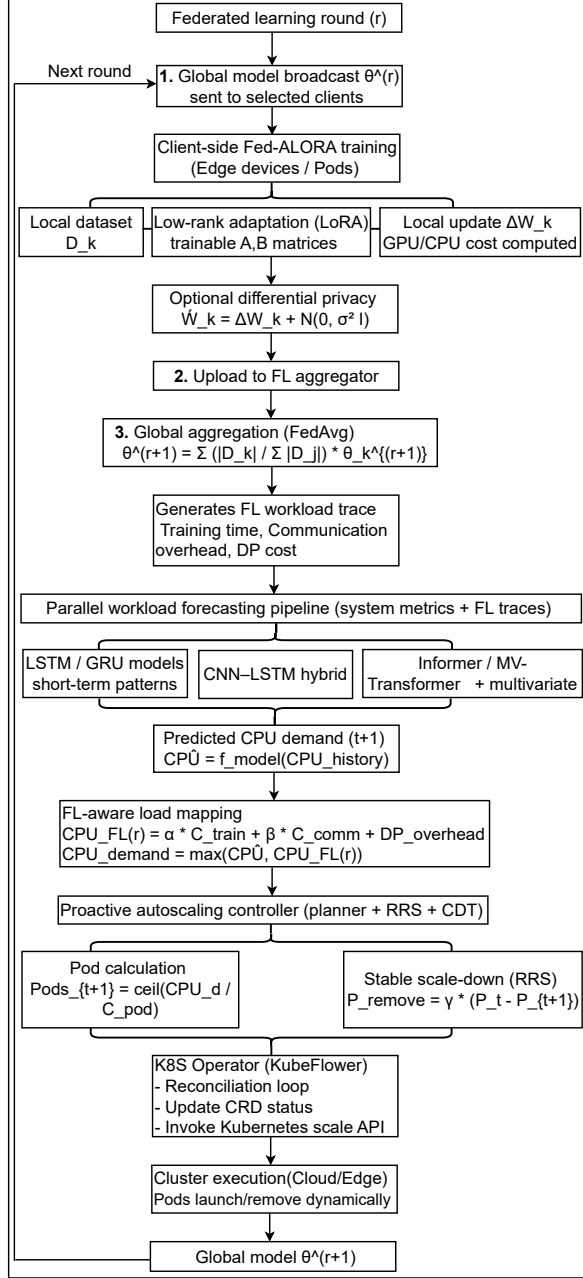 Federated learning round (r)
Next round
1. Global model broadcast θ^(r)
sent to selected clients
Client-side Fed-ALORA training
(Edge devices / Pods)
Local dataset
D_k
Low-rank adaptation (LoRA)
trainable A,B matrices
Local update ΔW_k
GPU/CPU cost computed
Optional differential privacy
Ẃ_k = ΔW_k + N(0, σ² I)
2. Upload to FL aggregator
3. Global aggregation (FedAvg)
θ^(r+1) = Σ (|D_k| / Σ |D_j|) * θ_k^{(r+1)}
Generates FL workload trace
Training time, Communication
overhead, DP cost
Parallel workload forecasting pipeline (system metrics + FL traces)
LSTM / GRU models
short-term patterns
CNN–LSTM hybrid
Informer / MV-
Transformer + multivariate
Predicted CPU demand (t+1)
CPÛ = f_model(CPU_history)
FL-aware load mapping
CPU_FL(r) = α * C_train + β * C_comm + DP_overhead
CPU_demand = max(CPÛ, CPU_FL(r))
Proactive autoscaling controller (planner + RRS + CDT)
Pod calculation
Pods_{t+1} = ceil(CPU_d /
C_pod)
Stable scale-down (RRS)
P_remove = γ * (P_t - P_{t+1})
K8S Operator (KubeFlower)
- Reconciliation loop
- Update CRD status
- Invoke Kubernetes scale API
Cluster execution(Cloud/Edge)
Pods launch/remove dynamically
Global model θ^(r+1)